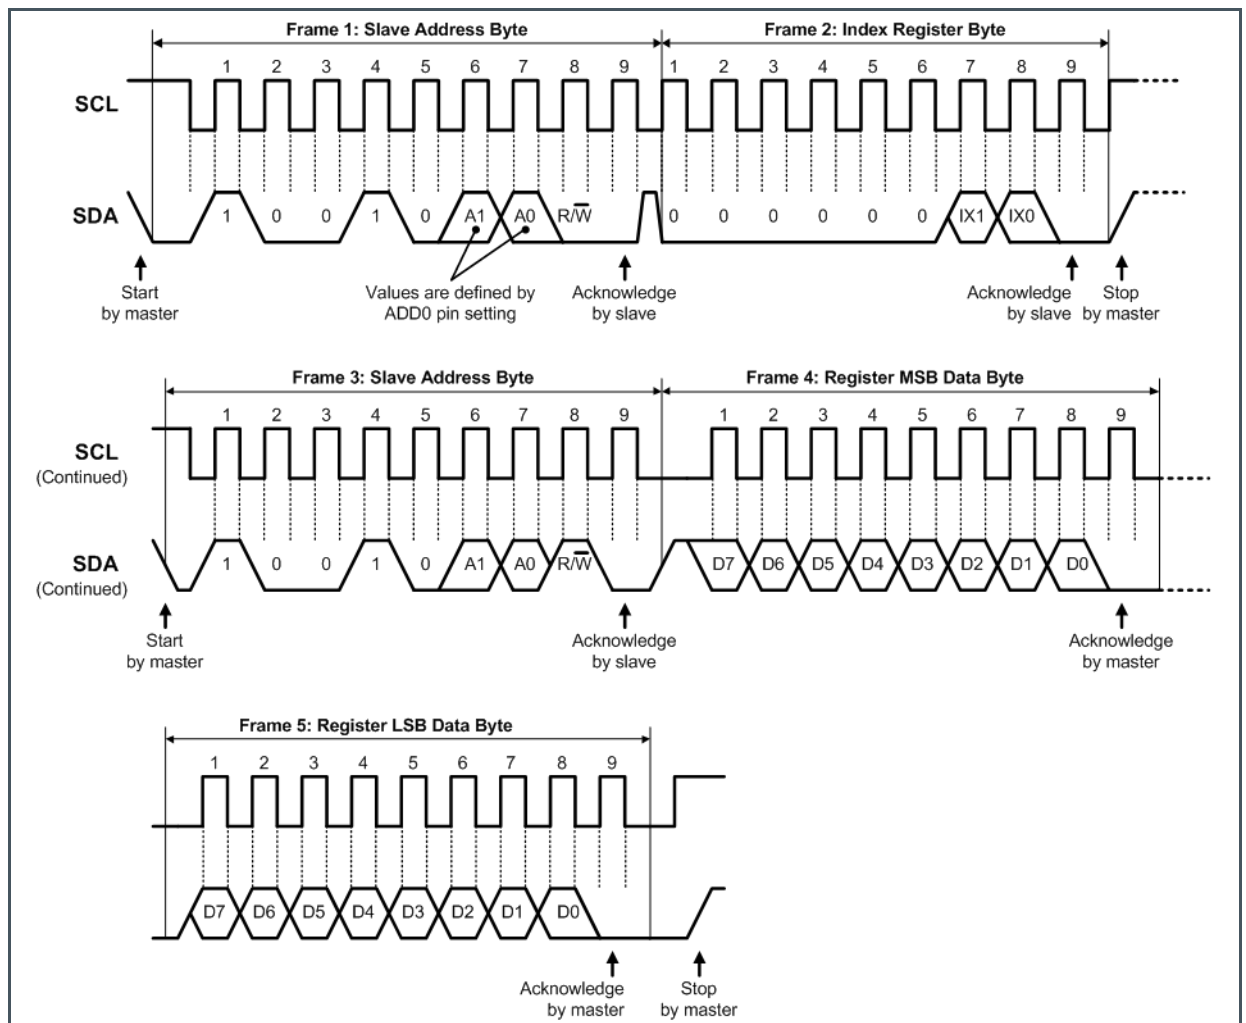 Frame 1: Slave Address Byte Frame 2: Index Register Byte
1 2 3 4 5 6 7 8 9 1 2 3 4 5 6 7 8 9
SCL
SDA 1 0 0 1 0 A1 A0 R/W̅ 0 0 0 0 0 0 IX1 IX0
Start
by master
Values are defined by
ADD0 pin setting
Acknowledge
by slave
Acknowledge
by slave
Stop
by master
Frame 3: Slave Address Byte Frame 4: Register MSB Data Byte
1 2 3 4 5 6 7 8 9 1 2 3 4 5 6 7 8 9
SCL
(Continued)
SDA 1 0 0 1 0 A1 A0 R/W̅ D7 D6 D5 D4 D3 D2 D1 D0
(Continued)
Start
by master
Acknowledge
by slave
Acknowledge
by master
Frame 5: Register LSB Data Byte
1 2 3 4 5 6 7 8 9
D7 D6 D5 D4 D3 D2 D1 D0
Acknowledge
by master
Stop
by master